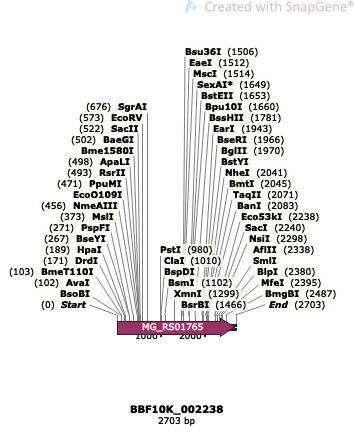 Created with SnapGene®
Bsu36I (1506)
EaeI (1512)
MscI (1514)
SexAI* (1649)
BstEII (1653)
(676) SgrAI Bpu10I (1660)
(573) EcoRV BssHII (1781)
(522) SacII EarI (1943)
(502) BaeGI BseRI (1966)
Bme1580I BglII (1970)
(498) ApaLI BstYI
(493) RsrII NheI (2041)
(471) PpuMI BmtI (2045)
EcoO109I TaqII (2071)
(456) NmeAIII BanI (2083)
(373) MslI Eco53kI (2238)
(271) PspFI SacI (2240)
(267) BseYI NsiI (2298)
(189) HpaI PstI (980) AflII (2338)
(171) DrdI ClaI (1010) SmlI
(103) BmeT110I BspDI BlpI (2380)
(102) AvaI BsmI (1102) MfeI (2395)
BsoBI XmnI (1299) BmgBI (2487)
(0) Start BsrBI (1466) End (2703)
MG_RS01765
1000 2000
BBF10K_002238
2703 bp